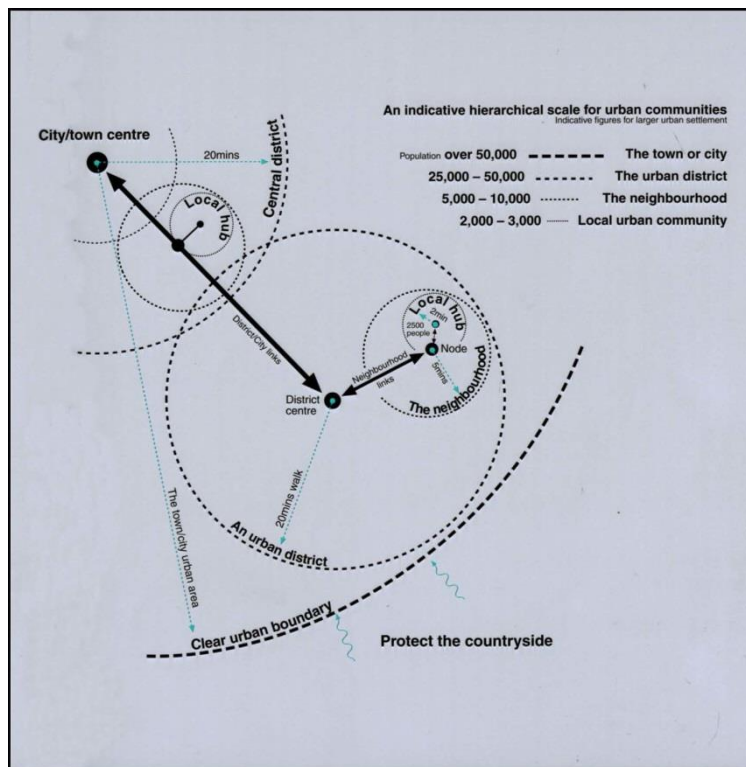 An indicative hierarchical scale for urban communities
Indicative figures for larger urban settlement
Population over 50,000 The town or city
25,000 – 50,000 The urban district
5,000 – 10,000 The neighbourhood
2,000 – 3,000 Local urban community
City/town centre
20mins
Central district
Local hub
District/City links
Local hub
2min
2500
people
Node
5mins
The neighbourhood
Neighbourhood
links
District
centre
20mins walk
An urban district
The town/city urban area
Clear urban boundary
Protect the countryside